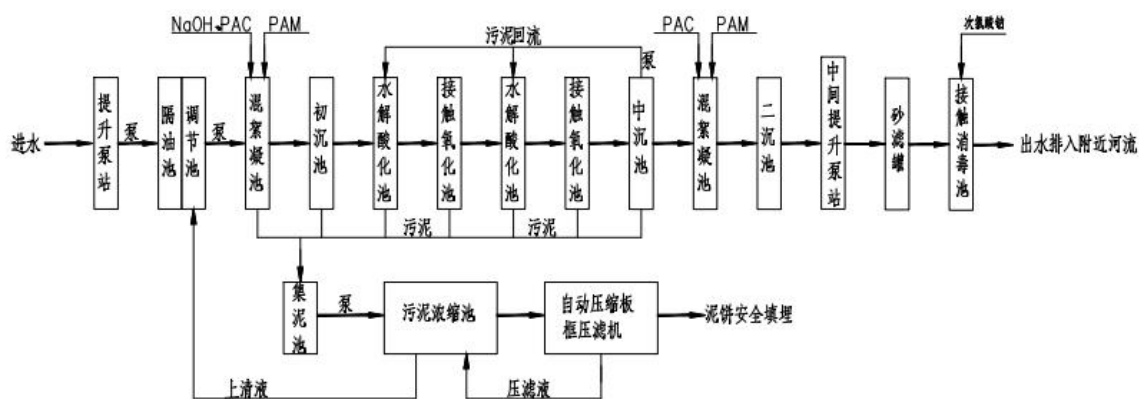 NaOH、PAC
PAM
污泥回流
泵
PAC
PAM
次氯酸钠
进水
提升泵站
泵
隔油池
调节池
泵
混絮凝池
初沉池
水解酸化池
接触氧化池
水解酸化池
接触氧化池
中沉池
混絮凝池
二沉池
中间提升泵站
砂滤罐
接触消毒池
出水排入附近河流
污泥
污泥
集泥池
泵
污泥浓缩池
自动压缩板
框压滤机
泥饼安全填埋
上清液
压滤液